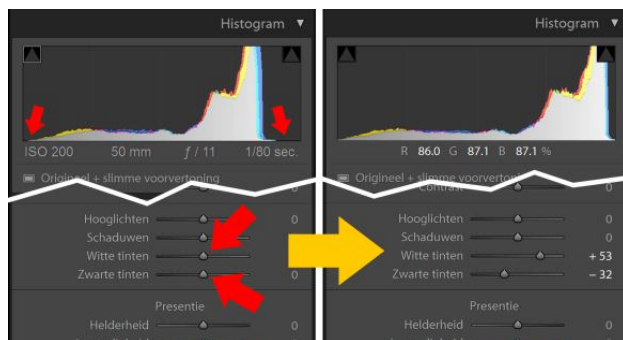 Histogram ▼
ISO 200 50 mm ƒ / 11 1/80 sec.
Origineel + slimme voorvertoning
0
Hooglichten 0
Schaduwen
Witte tinten
Zwarte tinten 0
Presentie
Helderheid 0
Histogram ▼
R 86.0 G 87.1 B 87.1 %
Origineel + slimme voorvertoning
Contrast 0
Hooglichten 0
Schaduwen 0
Witte tinten + 53
Zwarte tinten − 32
Presentie
Helderheid 0